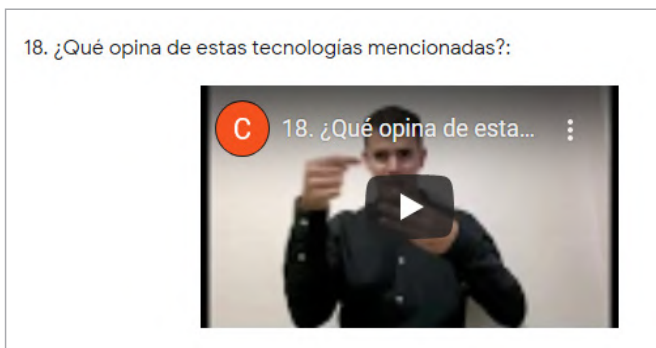 18. ¿Qué opina de estas tecnologías mencionadas?:
C
18. ¿Qué opina de esta...